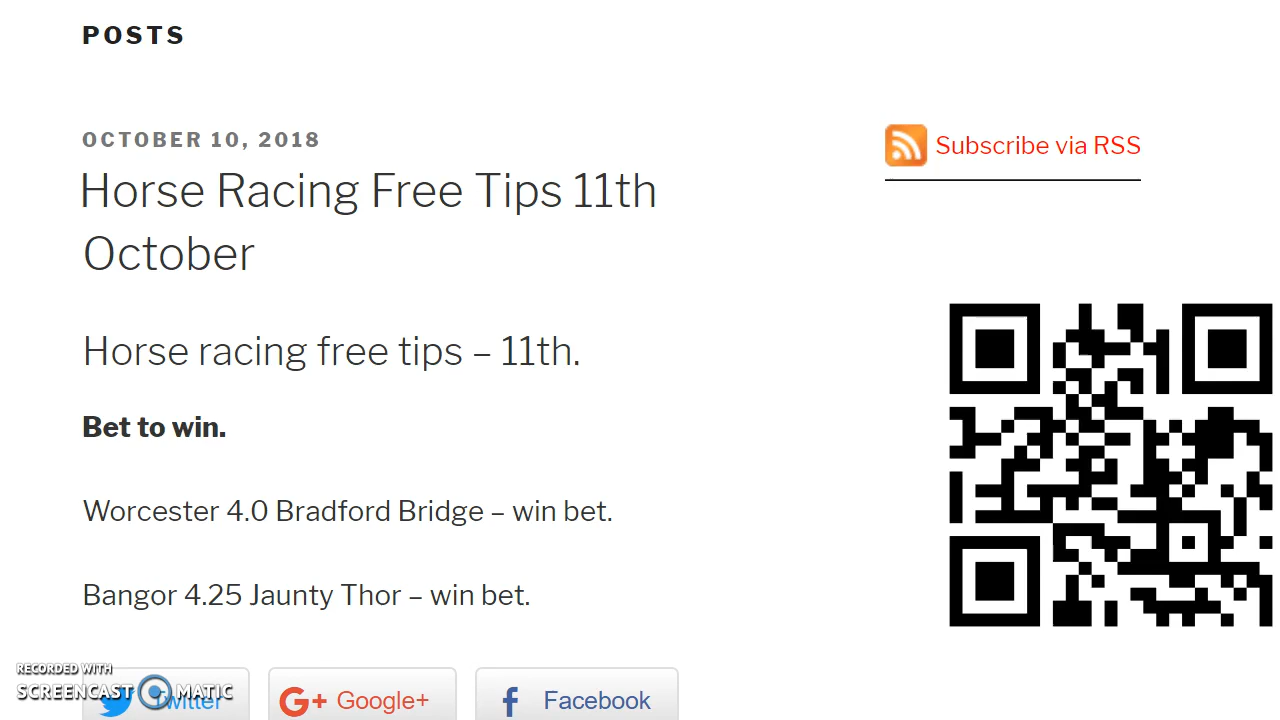 POSTS
OCTOBER 10, 2018
Horse Racing Free Tips 11th
October
Horse racing free tips – 11th.
Bet to win.
Worcester 4.0 Bradford Bridge – win bet.
Bangor 4.25 Jaunty Thor – win bet.
Subscribe via RSS
RECORDED WITH
SCREENCAST MATIC
Twitter
G+ Google+
f Facebook